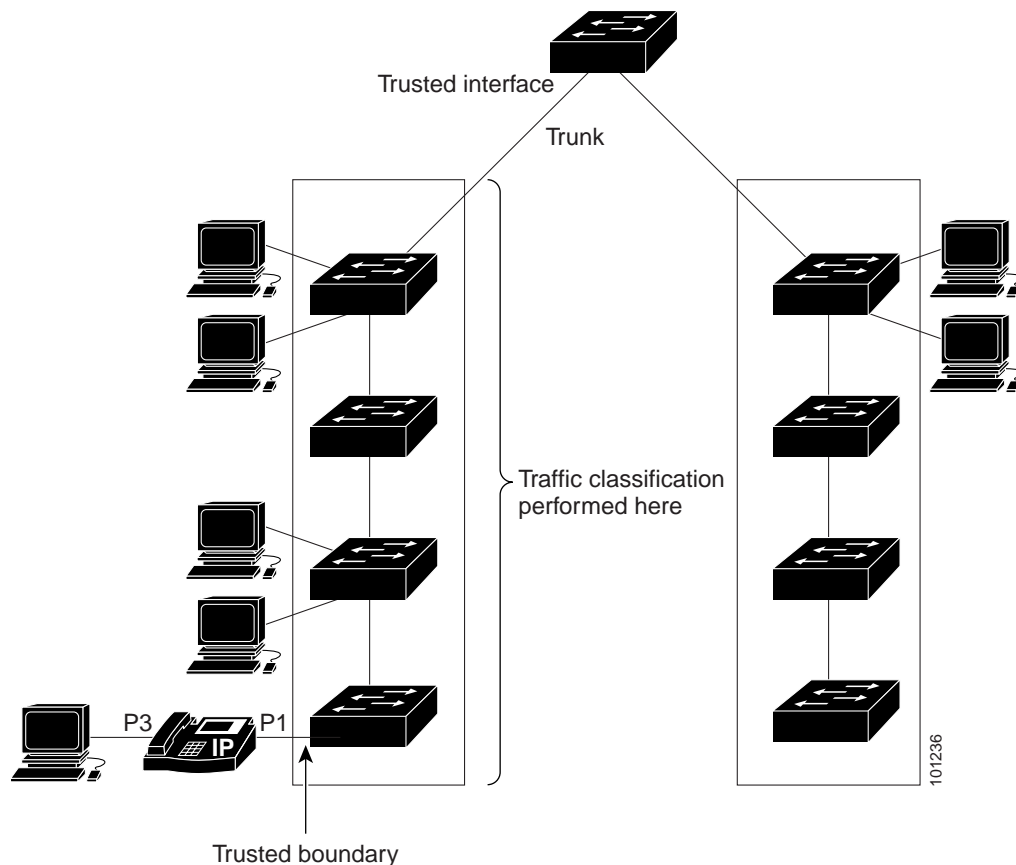 Trusted interface
Trunk
Traffic classification
performed here
P3
IP
P1
101236
Trusted boundary